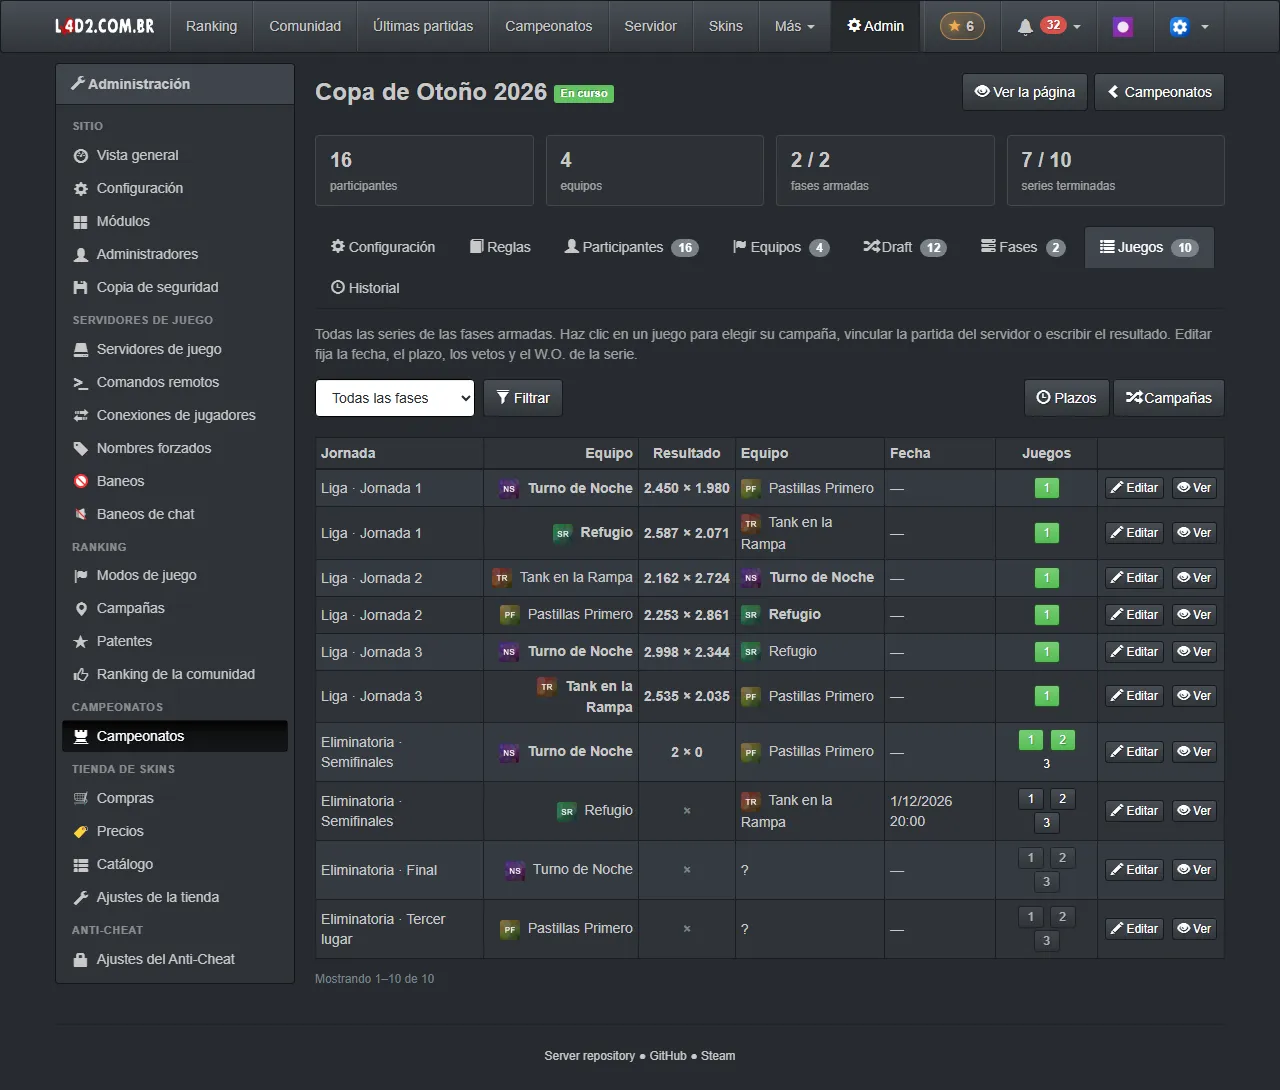 L4D2.COM.BR Ranking Comunidad Últimas partidas Campeonatos Servidor Skins Más Admin 6 32
Administración
SITIO
Vista general
Configuración
Módulos
Administradores
Copia de seguridad
SERVIDORES DE JUEGO
Servidores de juego
Comandos remotos
Conexiones de jugadores
Nombres forzados
Baneos
Baneos de chat
RANKING
Modos de juego
Campañas
Patentes
Ranking de la comunidad
CAMPEONATOS
Campeonatos
TIENDA DE SKINS
Compras
Precios
Catálogo
Ajustes de la tienda
ANTI-CHEAT
Ajustes del Anti-Cheat
Copa de Otoño 2026 En curso
Ver la página Campeonatos
16 participantes
4 equipos
2 / 2 fases armadas
7 / 10 series terminadas
Configuración Reglas Participantes 16 Equipos 4 Draft 12 Fases 2 Juegos 10
Historial
Todas las series de las fases armadas. Haz clic en un juego para elegir su campaña, vincular la partida del servidor o escribir el resultado. Editar
fija la fecha, el plazo, los vetos y el W.O. de la serie.
Todas las fases Filtrar Plazos Campañas
Jornada Equipo Resultado Equipo Fecha Juegos
Liga · Jornada 1 NS Turno de Noche 2.450 × 1.980 PF Pastillas Primero — 1 Editar Ver
Liga · Jornada 1 SR Refugio 2.587 × 2.071 TR Tank en la Rampa — 1 Editar Ver
Liga · Jornada 2 TR Tank en la Rampa 2.162 × 2.724 NS Turno de Noche — 1 Editar Ver
Liga · Jornada 2 PF Pastillas Primero 2.253 × 2.861 SR Refugio — 1 Editar Ver
Liga · Jornada 3 NS Turno de Noche 2.998 × 2.344 SR Refugio — 1 Editar Ver
Liga · Jornada 3 TR Tank en la Rampa 2.535 × 2.035 PF Pastillas Primero — 1 Editar Ver
Eliminatoria · Semifinales NS Turno de Noche 2 × 0 PF Pastillas Primero — 1 2 3 Editar Ver
Eliminatoria · Semifinales SR Refugio × TR Tank en la Rampa 1/12/2026 20:00 1 2 3 Editar Ver
Eliminatoria · Final NS Turno de Noche × ? — 1 2 3 Editar Ver
Eliminatoria · Tercer lugar PF Pastillas Primero × ? — 1 2 3 Editar Ver
Mostrando 1–10 de 10
Server repository ● GitHub ● Steam